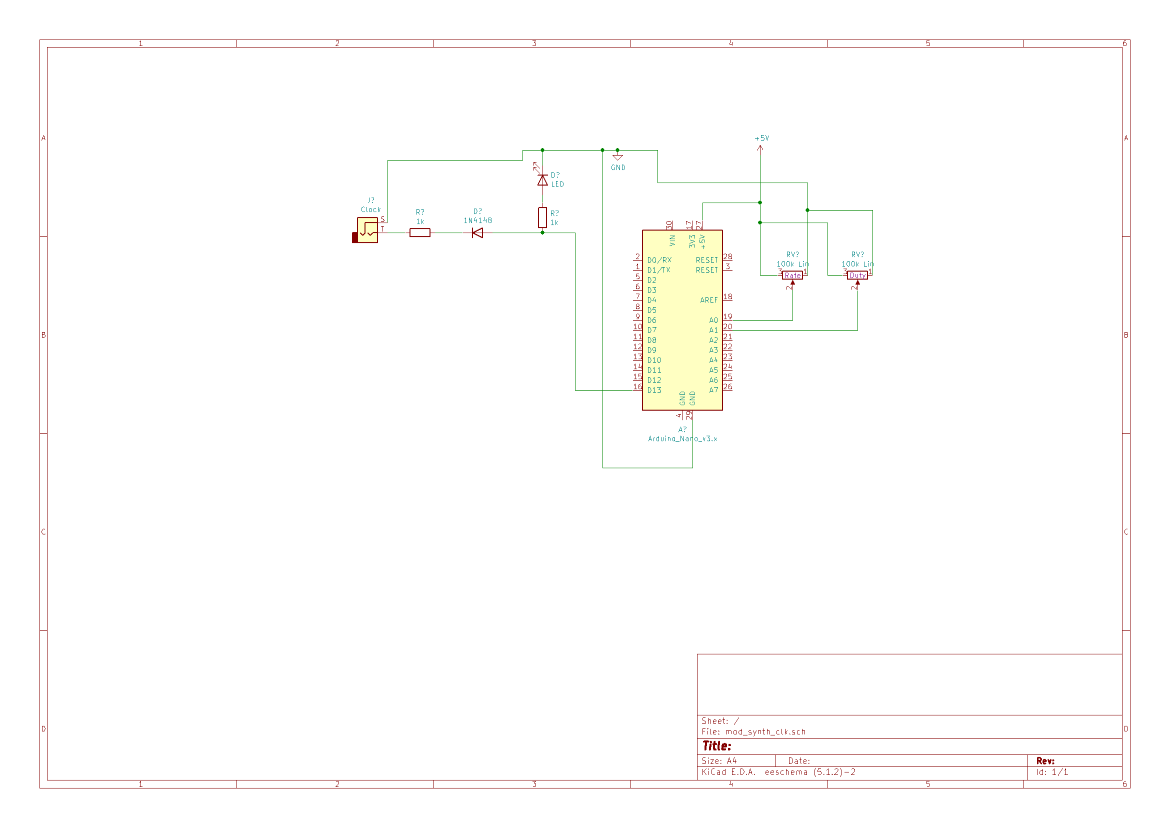 1 2 3 4 5 6
A A
+5V
GND
D?
LED
J?
Clock
S
T
R?
1k
D?
1N4148
R?
1k
30 17 27
VIN 3V3 +5V
2 D0/RX RESET 28
1 D1/TX RESET 3
5 D2
6 D3
7 D4 AREF 18
8 D5
9 D6 A0 19
10 D7 A1 20
11 D8 A2 21
12 D9 A3 22
13 D10 A4 23
14 D11 A5 24
15 D12 A6 25
16 D13 A7 26
GND GND
4 29
A?
Arduino_Nano_v3.x
RV?
100k Lin
3 Rate 1
2
RV?
100k Lin
3 Duty 1
2
B B
C C
D D
Sheet: /
File: mod_synth_clk.sch
Title:
Size: A4 Date: Rev:
KiCad E.D.A. eeschema (5.1.2)-2 Id: 1/1
1 2 3 4 5 6